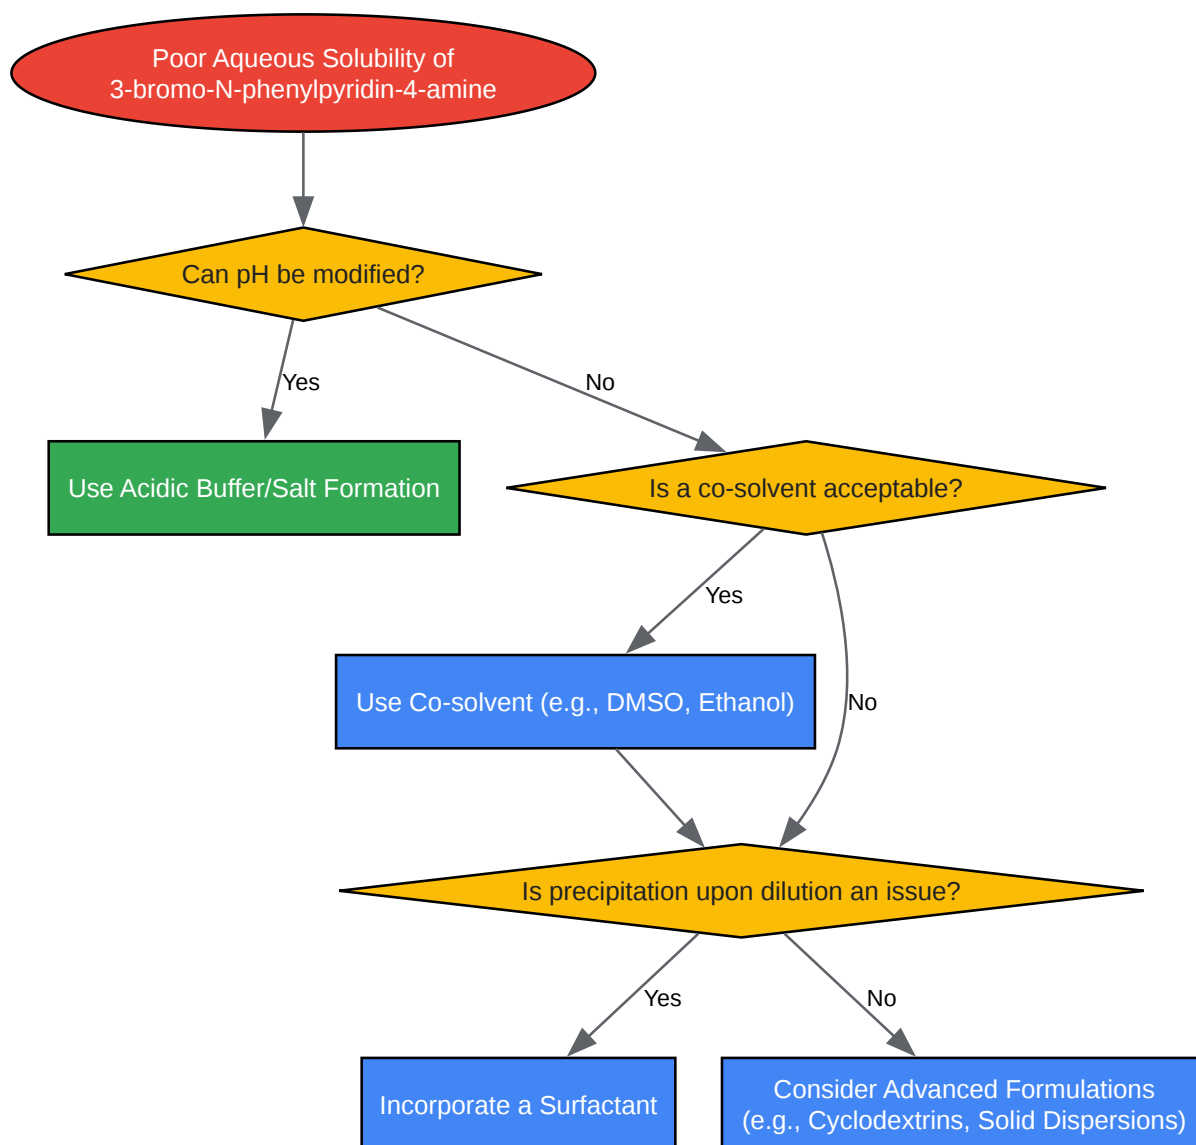 Poor Aqueous Solubility of
3-bromo-N-phenylpyridin-4-amine
Can pH be modified?
Yes
No
Use Acidic Buffer/Salt Formation
Is a co-solvent acceptable?
Yes
Use Co-solvent (e.g., DMSO, Ethanol)
No
Is precipitation upon dilution an issue?
Yes
No
Incorporate a Surfactant
Consider Advanced Formulations
(e.g., Cyclodextrins, Solid Dispersions)